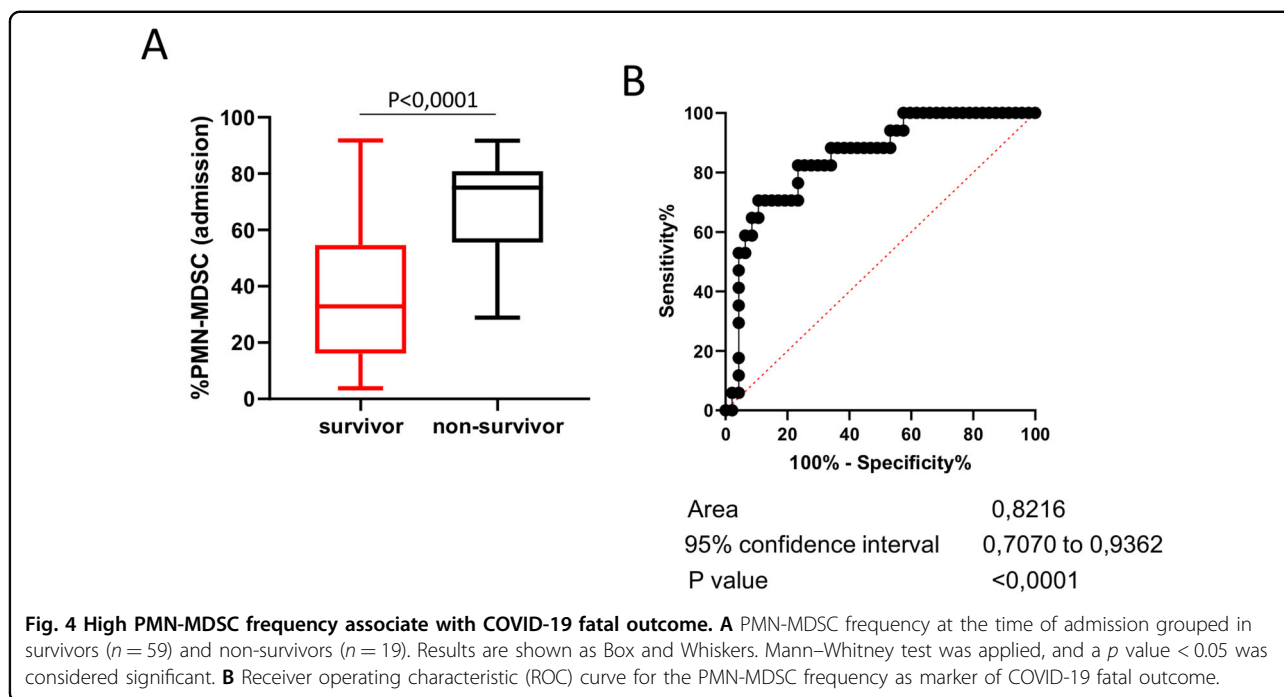 A
P<0,0001
%PMN-MDSC (admission)
100
80
60
40
20
0
survivor non-survivor
B
Sensitivity%
100
80
60
40
20
0
0 20 40 60 80 100
100% - Specificity%
Area 0,8216
95% confidence interval 0,7070 to 0,9362
P value <0,0001
Fig. 4 High PMN-MDSC frequency associate with COVID-19 fatal outcome. A PMN-MDSC frequency at the time of admission grouped in
survivors (n = 59) and non-survivors (n = 19). Results are shown as Box and Whiskers. Mann–Whitney test was applied, and a p value < 0.05 was
considered significant. B Receiver operating characteristic (ROC) curve for the PMN-MDSC frequency as marker of COVID-19 fatal outcome.